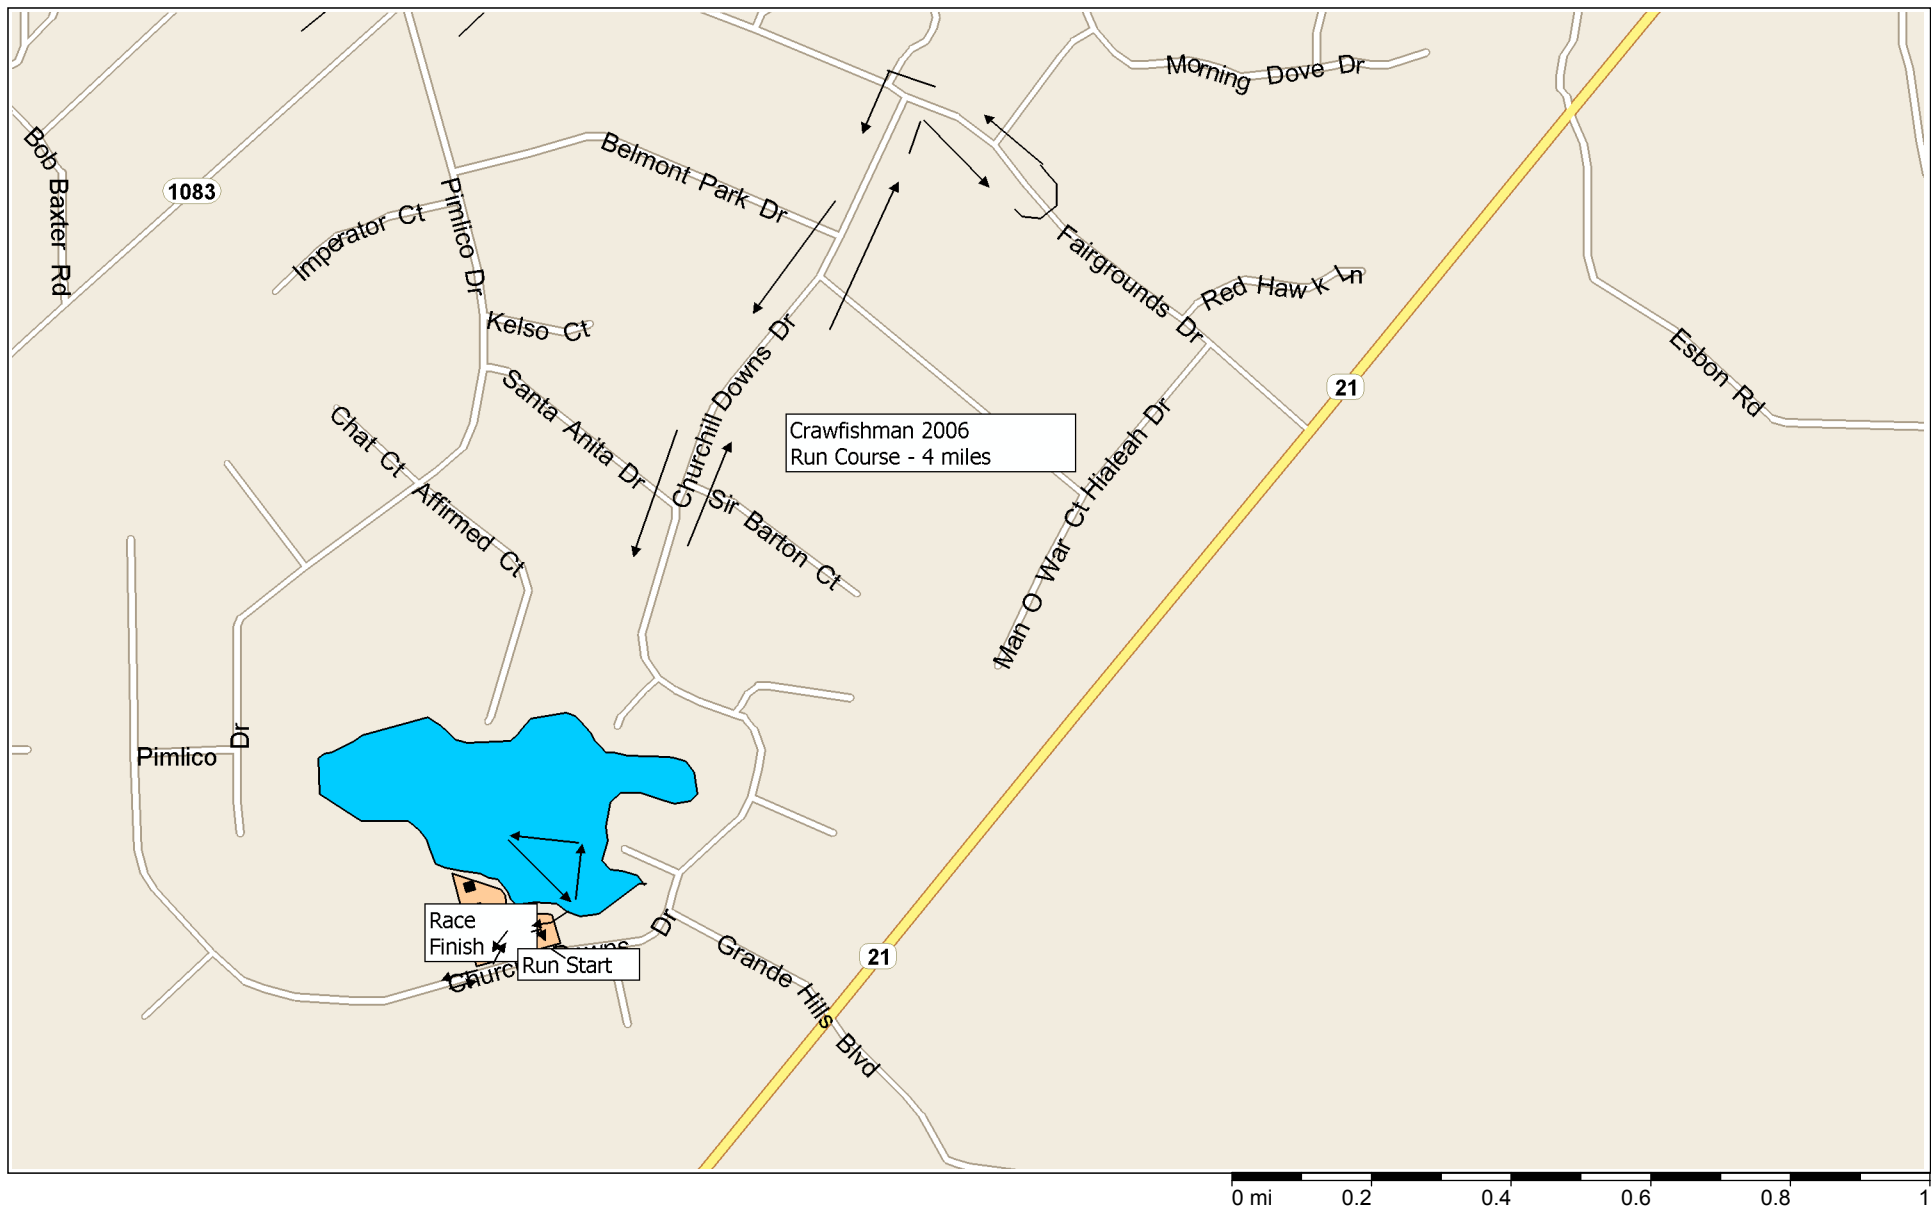 Morning Dove Dr
Bob Baxter Rd
1083
Belmont Park Dr
Imperator Ct
Pimlico Dr
Fairgrounds Dr
Red Hawk Ln
Kelso Ct
Churchill Downs Dr
Esbon Rd
21
Santa Anita Dr
Chat Ct
Crawfishman 2006
Run Course - 4 miles
Hialeah Dr
Affirmed Ct
Sir Barton Ct
Man O War Ct
Pimlico Dr
Race
Finish
Dr
Run Start
Grande Hills Blvd
21
0 mi 0.2 0.4 0.6 0.8 1